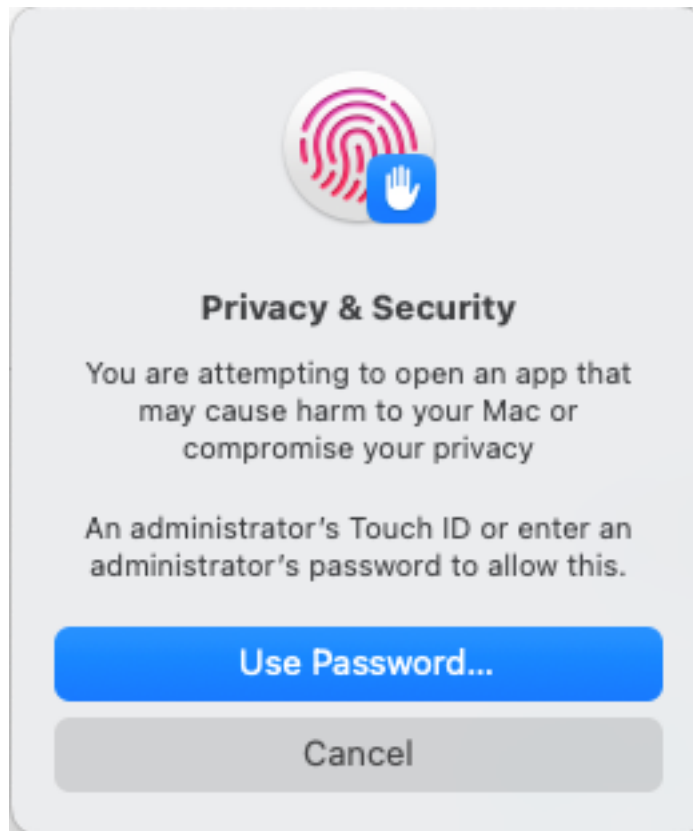 Privacy & Security
You are attempting to open an app that
may cause harm to your Mac or
compromise your privacy
An administrator's Touch ID or enter an
administrator's password to allow this.
Use Password...
Cancel